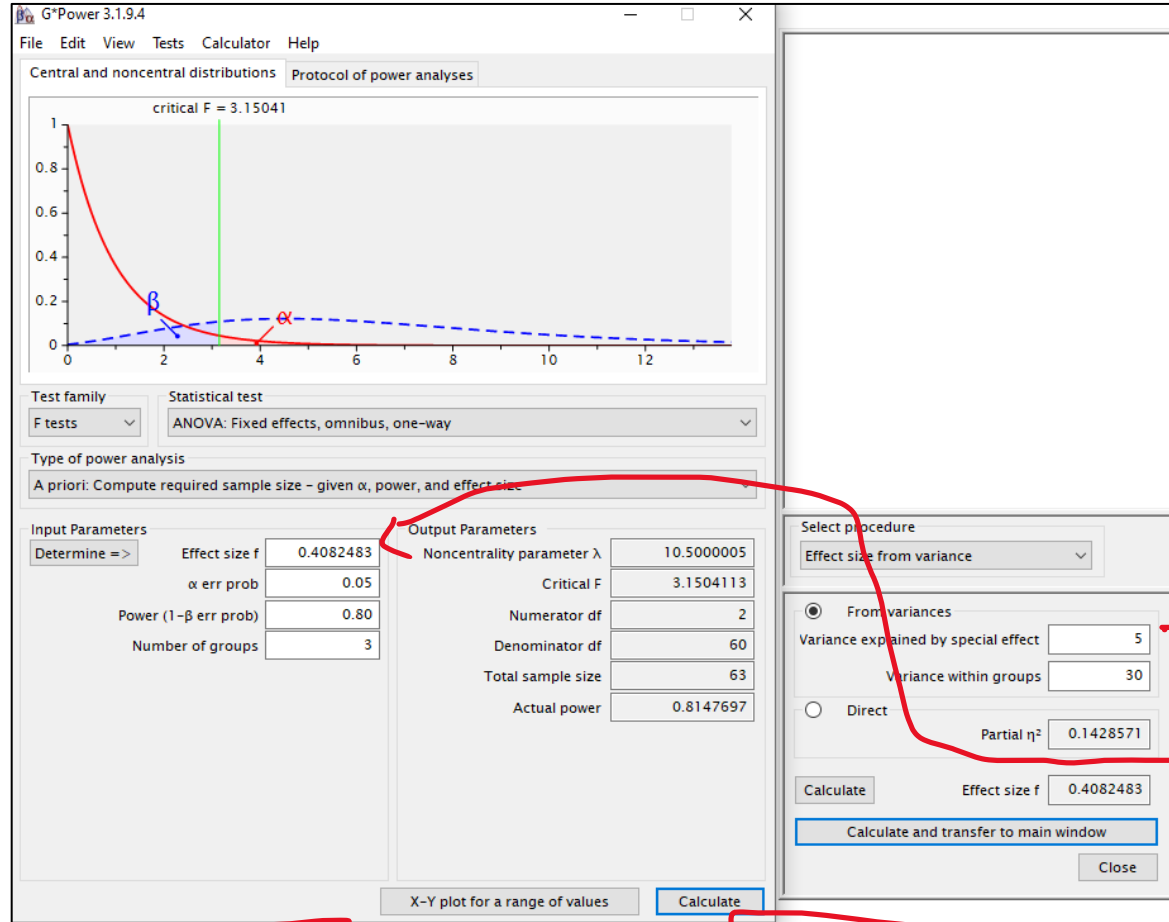 G*Power 3.1.9.4
File Edit View Tests Calculator Help
Central and noncentral distributions Protocol of power analyses
critical F = 3.15041
1
0.8
0.6
0.4
0.2
0
β
α
0 2 4 6 8 10 12
Test family Statistical test
F tests ANOVA: Fixed effects, omnibus, one-way
Type of power analysis
A priori: Compute required sample size - given α, power, and effect size
Input Parameters
Determine => Effect size f 0.4082483
α err prob 0.05
Power (1-β err prob) 0.80
Number of groups 3
Output Parameters
Noncentrality parameter λ 10.5000005
Critical F 3.1504113
Numerator df 2
Denominator df 60
Total sample size 63
Actual power 0.8147697
X-Y plot for a range of values Calculate
Select procedure
Effect size from variance
From variances
Variance explained by special effect 5
Variance within groups 30
Direct
Partial η² 0.1428571
Calculate Effect size f 0.4082483
Calculate and transfer to main window
Close